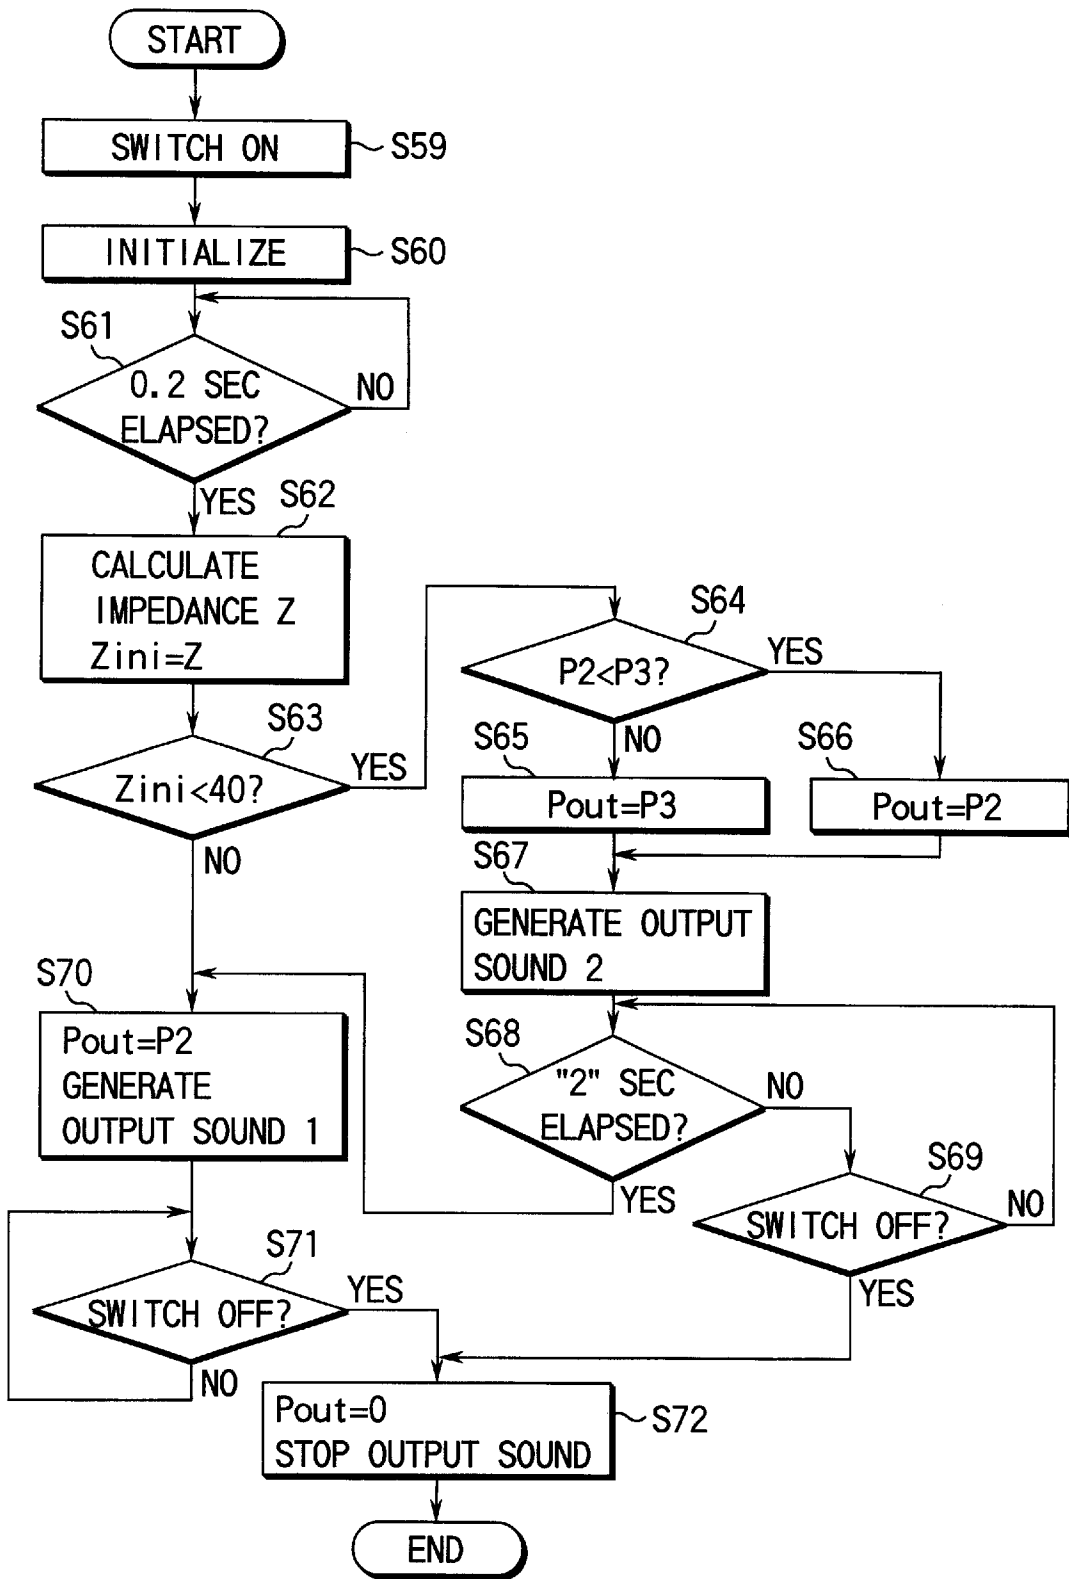 START
SWITCH ON
S59
INITIALIZE
S60
S61
0.2 SEC
ELAPSED?
NO
YES
S62
CALCULATE
IMPEDANCE Z
Zini=Z
S63
Zini<40?
YES
NO
S64
P2<P3?
YES
NO
S65
Pout=P3
S66
Pout=P2
S67
GENERATE OUTPUT
SOUND 2
S68
"2" SEC
ELAPSED?
NO
YES
S69
SWITCH OFF?
NO
YES
S70
Pout=P2
GENERATE
OUTPUT SOUND 1
S71
SWITCH OFF?
YES
NO
Pout=0
STOP OUTPUT SOUND
S72
END